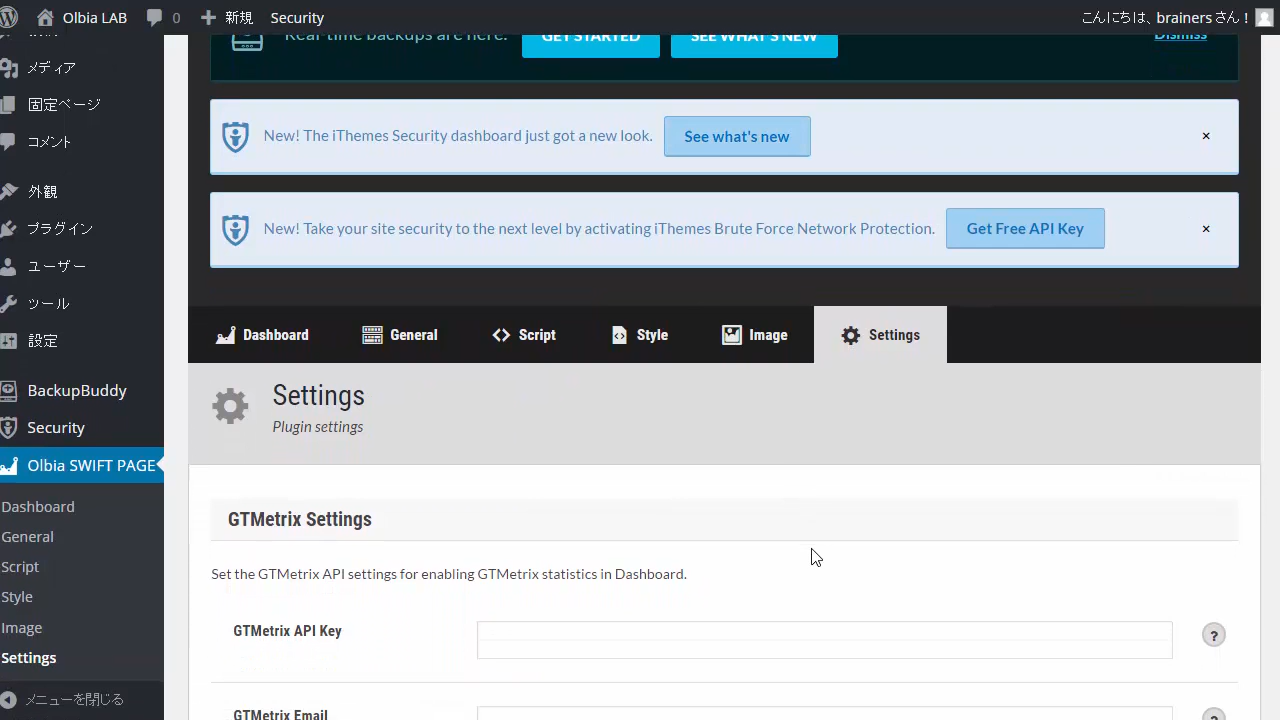 Olbia LAB 0 新規 Security こんにちは、brainers さん !
Real-time backups are here. GET STARTED SEE WHAT'S NEW Dismiss
メディア
固定ページ
コメント
外観
プラグイン
ユーザー
ツール
設定
BackupBuddy
Security
Olbia SWIFT PAGE
Dashboard
General
Script
Style
Image
Settings
メニューを閉じる
New! The iThemes Security dashboard just got a new look. See what's new ×
New! Take your site security to the next level by activating iThemes Brute Force Network Protection. Get Free API Key ×
Dashboard General Script Style Image Settings
Settings
Plugin settings
GTMetrix Settings
Set the GTMetrix API settings for enabling GTMetrix statistics in Dashboard.
GTMetrix API Key ?
GTMetrix Email ?